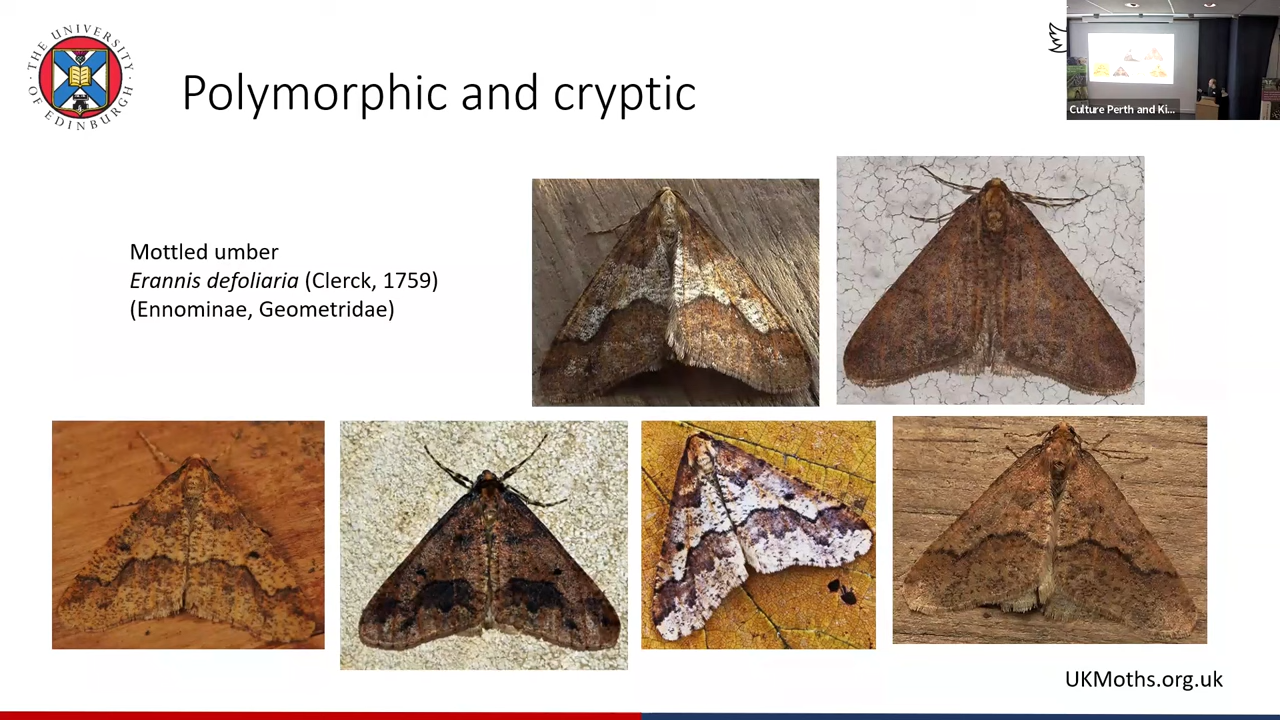 THE UNIVERSITY OF EDINBURGH
Polymorphic and cryptic
Culture Perth and Ki...
Mottled umber
Erannis defoliaria (Clerck, 1759)
(Ennominae, Geometridae)
UKMoths.org.uk